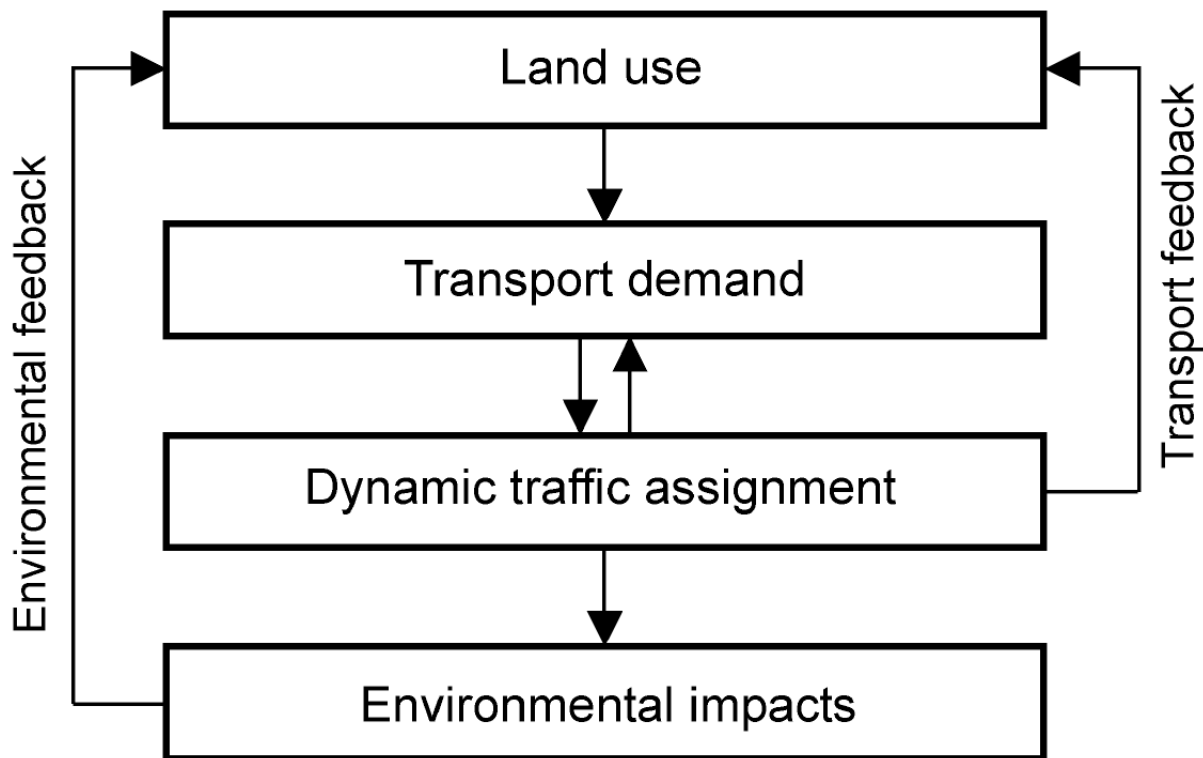 Land use
Transport demand
Dynamic traffic assignment
Environmental impacts
Environmental feedback
Transport feedback